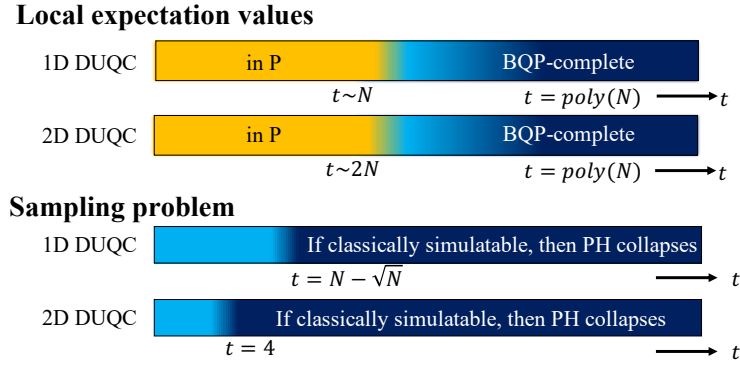 Local expectation values
1D DUQC in P BQP-complete
t~N t = poly(N) t
2D DUQC in P BQP-complete
t~2N t = poly(N) t
Sampling problem
1D DUQC If classically simulatable, then PH collapses
t = N − √N t
2D DUQC If classically simulatable, then PH collapses
t = 4 t